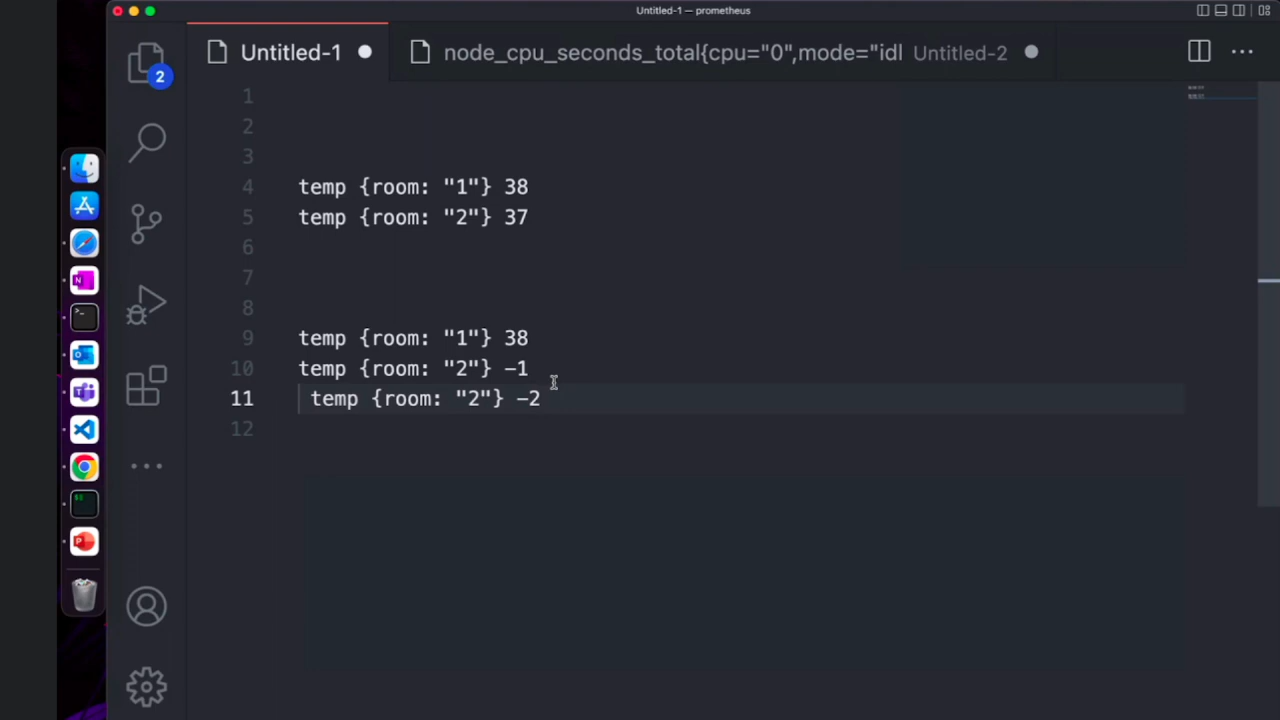 Untitled-1 — prometheus
Untitled-1
node_cpu_seconds_total{cpu="0",mode="idl Untitled-2
2
1
2
3
4 temp {room: "1"} 38
5 temp {room: "2"} 37
6
7
8
9 temp {room: "1"} 38
10 temp {room: "2"} −1
11 temp {room: "2"} −2
12